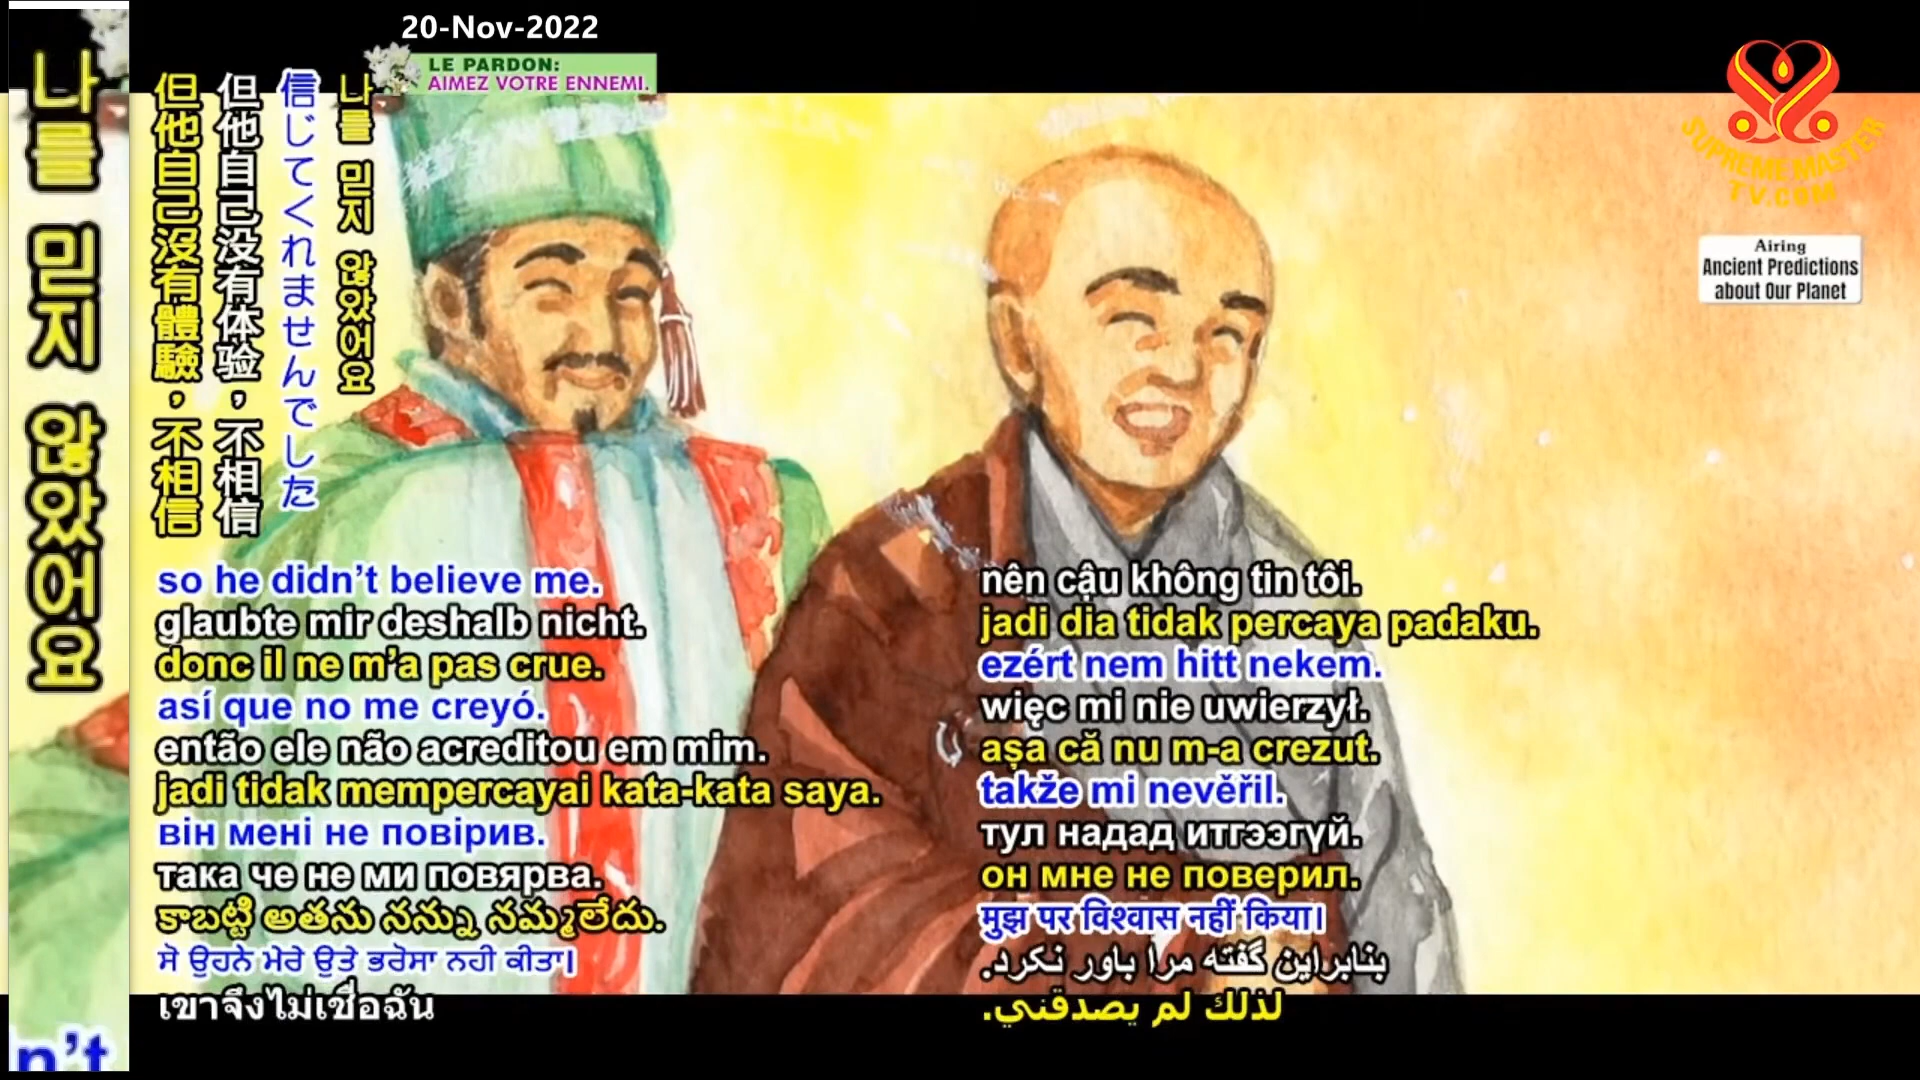 20-Nov-2022
LE PARDON:
AIMEZ VOTRE ENNEMI.
SUPREME MASTER
TV.COM
Airing
Ancient Predictions
about Our Planet
나를 믿지 않았어요
n't
但他自己沒有體驗，不相信
但他自己没有体验，不相信
信じてくれませんでした
나를 믿지 않았어요
so he didn't believe me.
glaubte mir deshalb nicht.
donc il ne m'a pas crue.
así que no me creyó.
então ele não acreditou em mim.
jadi tidak mempercayai kata-kata saya.
він мені не повірив.
така че не ми повярва.
కాబట్టి అతను నన్ను నమ్మలేదు.
ਸੋ ਉਹਨੇ ਮੇਰੇ ਉਤੇ ਭਰੋਸਾ ਨਹੀ ਕੀਤਾ।
เขาจึงไม่เชื่อฉัน
nên cậu không tin tôi.
jadi dia tidak percaya padaku.
ezért nem hitt nekem.
więc mi nie uwierzył.
așa că nu m-a crezut.
takže mi nevěřil.
тул надад итгээгүй.
он мне не поверил.
मुझ पर विश्वास नहीं किया।
بنابراین گفته مرا باور نکرد.
لذلك لم يصدقني.